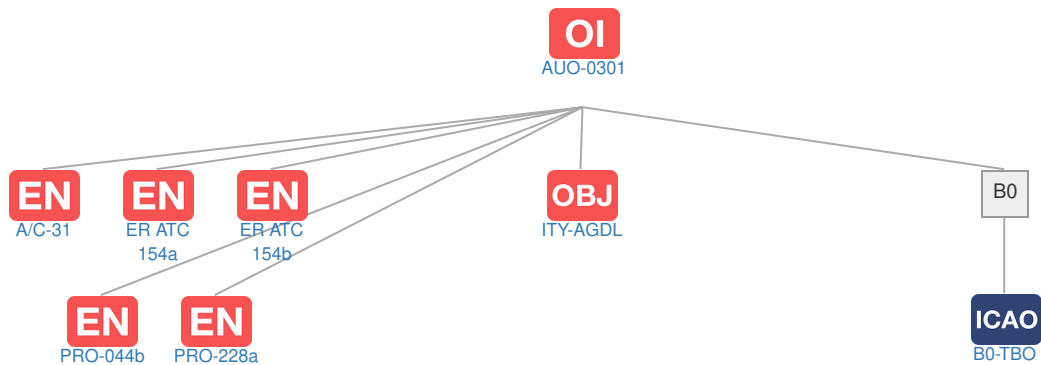 OI
AUO-0301
EN
A/C-31
EN
ER ATC
154a
EN
ER ATC
154b
OBJ
ITY-AGDL
B0
EN
PRO-044b
EN
PRO-228a
ICAO
B0-TBO